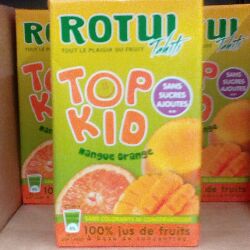 ROTUI
Tahiti
TOUT LE PLAISIR DU FRUIT
TOP
KID
SANS
SUCRES
AJOUTÉS
Mangue Orange
SANS COLORANTS NI CONSERVATEURS
100% jus de fruits